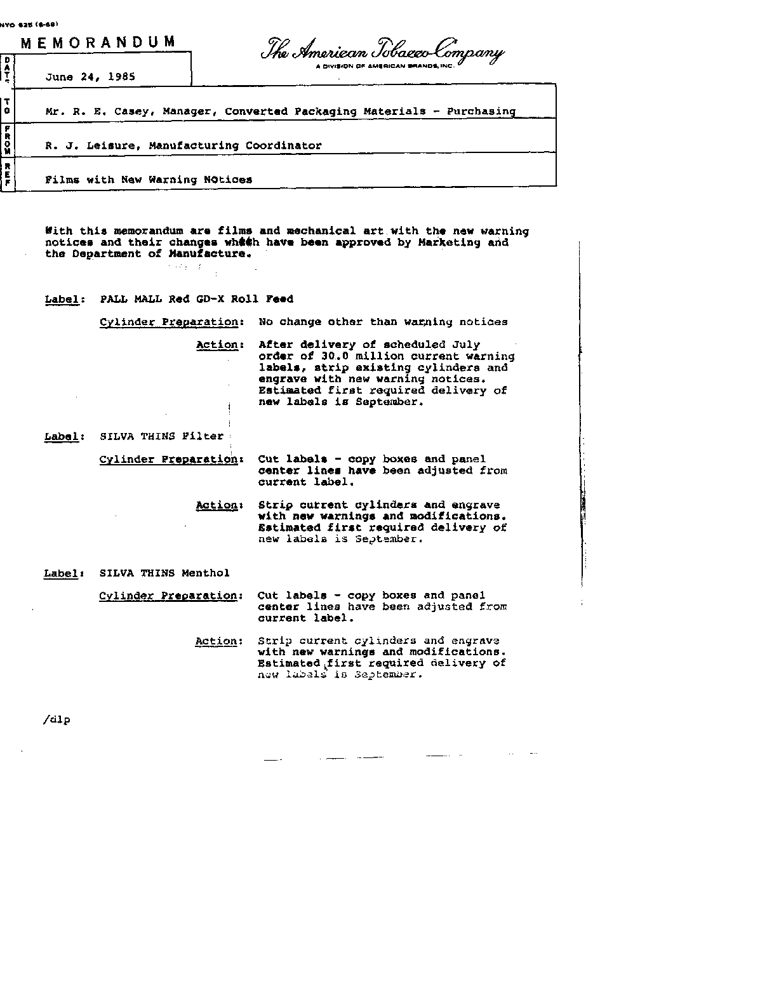 NYO 625 (6-69)
MEMORANDUM
The American Tobacco Company
A DIVISION OF AMERICAN BRANDS, INC.
DATE
June 24, 1985
TO
Mr. R. E. Casey, Manager, Converted Packaging Materials - Purchasing
FROM
R. J. Leisure, Manufacturing Coordinator
REF
Films with New Warning Notices
With this memorandum are films and mechanical art with the new warning
notices and their changes which have been approved by Marketing and
the Department of Manufacture.
Label: PALL MALL Red GD-X Roll Feed
Cylinder Preparation: No change other than warning notices
Action: After delivery of scheduled July
order of 30.0 million current warning
labels, strip existing cylinders and
engrave with new warning notices.
Estimated first required delivery of
new labels is September.
Label: SILVA THINS Filter
Cylinder Preparation: Cut labels - copy boxes and panel
center lines have been adjusted from
current label.
Action: Strip current cylinders and engrave
with new warnings and modifications.
Estimated first required delivery of
new labels is September.
Label: SILVA THINS Menthol
Cylinder Preparation: Cut labels - copy boxes and panel
center lines have been adjusted from
current label.
Action: Strip current cylinders and engrave
with new warnings and modifications.
Estimated first required delivery of
new labels is September.
/dlp